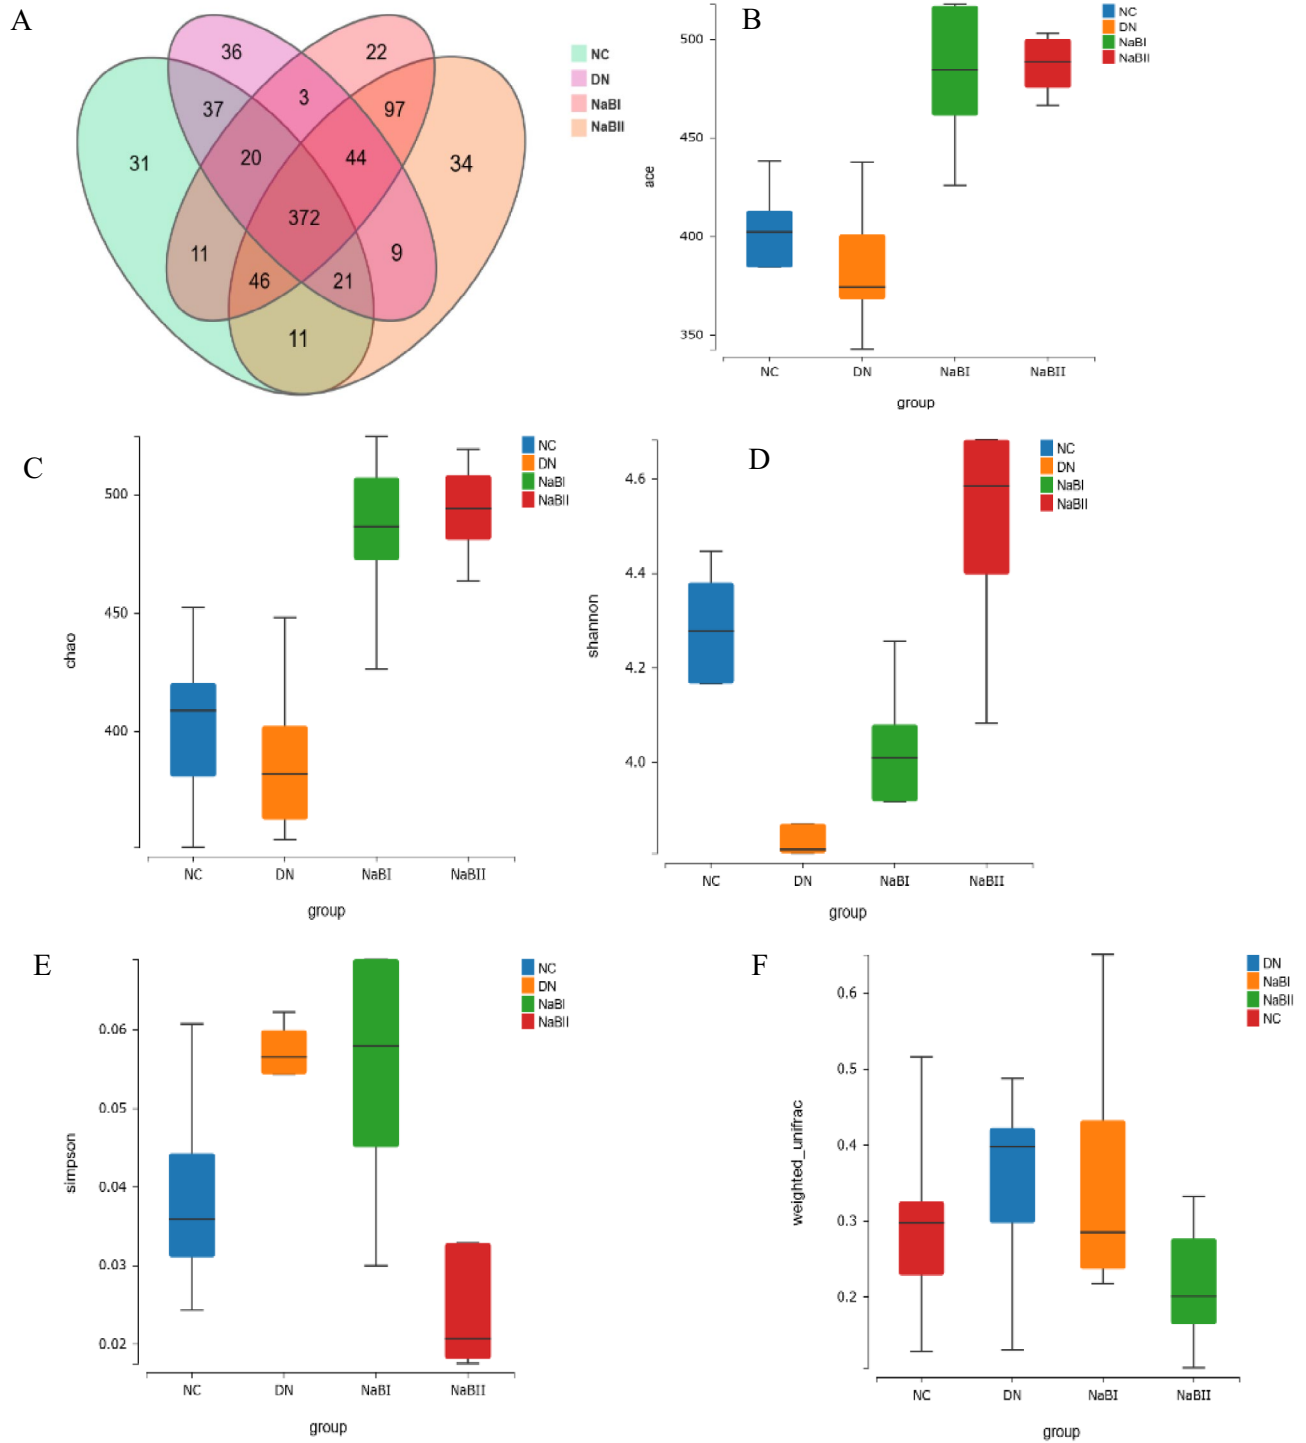 A
36
22
3
37
97
31
20
44
34
372
11
9
46
21
11
NC
DN
NaBI
NaBII
B
500
450
400
350
ace
NC
DN
NaBI
NaBII
group
NC
DN
NaBI
NaBII
C
500
450
400
chao
NC
DN
NaBI
NaBII
group
NC
DN
NaBI
NaBII
D
4.6
4.4
4.2
4.0
shannon
NC
DN
NaBI
NaBII
group
NC
DN
NaBI
NaBII
E
0.06
0.05
0.04
0.03
0.02
simpson
NC
DN
NaBI
NaBII
group
NC
DN
NaBI
NaBII
F
0.6
0.5
0.4
0.3
0.2
weighted_unifrac
NC
DN
NaBI
NaBII
group
DN
NaBI
NaBII
NC